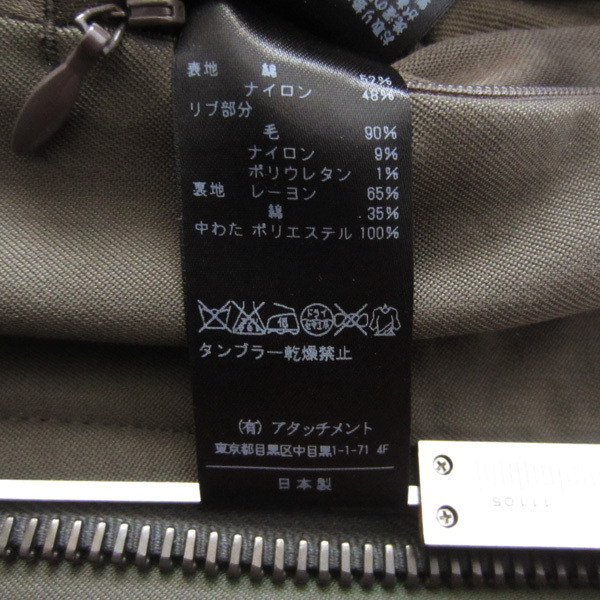 表地 綿 52%
ナイロン 48%
リブ部分
毛 90%
ナイロン 9%
ポリウレタン 1%
裏地 レーヨン 65%
綿 35%
中わた ポリエステル 100%
ドライ
タンブラー乾燥禁止
(有) アタッチメント
東京都目黒区中目黒1-1-71 4F
日本製
11105